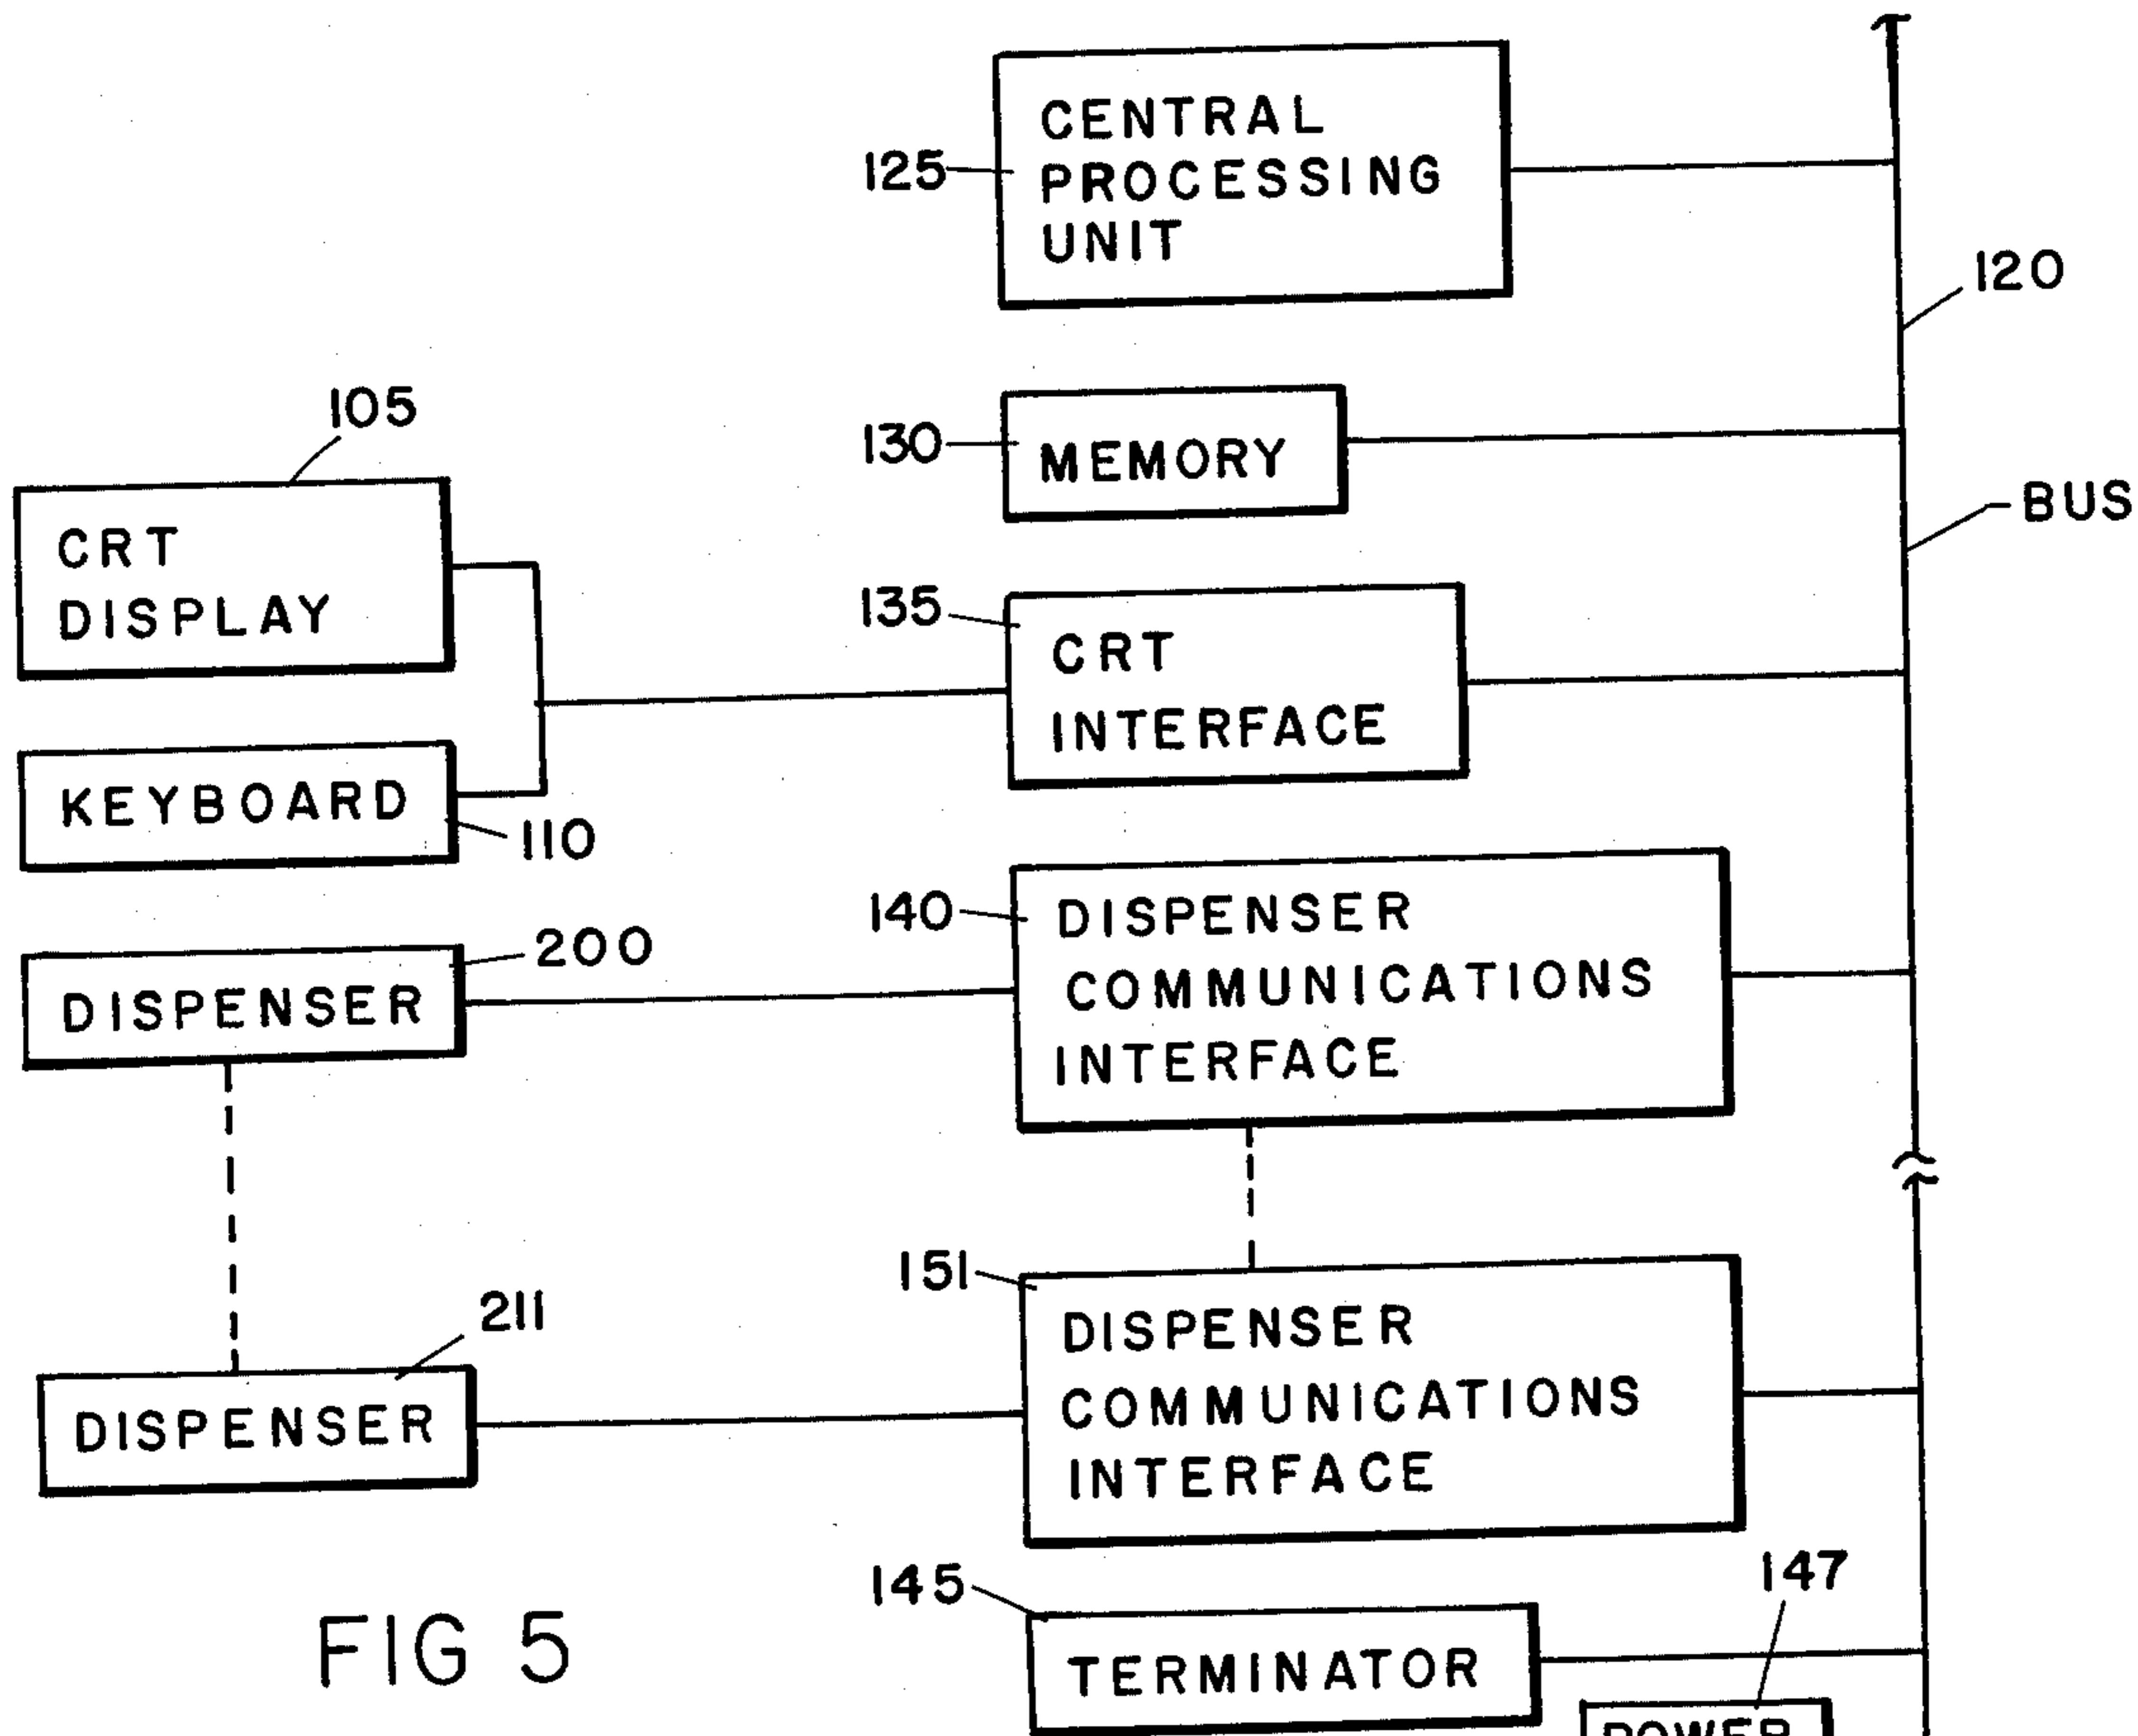 CENTRAL
PROCESSING
UNIT
125
120
105
130
MEMORY
BUS
CRT
DISPLAY
135
CRT
INTERFACE
KEYBOARD
110
140
DISPENSER
COMMUNICATIONS
INTERFACE
200
DISPENSER
151
DISPENSER
COMMUNICATIONS
INTERFACE
211
DISPENSER
145
147
TERMINATOR
POWER
FIG 5